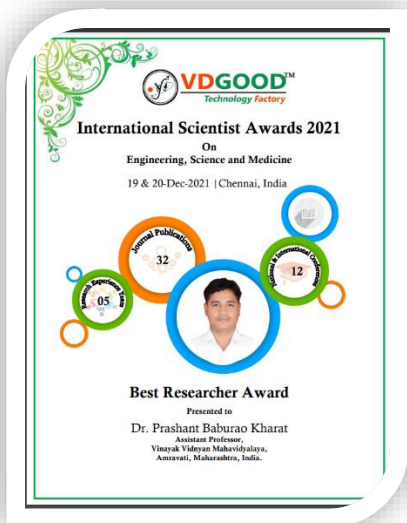 VDGOOD™
Technology Factory
International Scientist Awards 2021
On
Engineering, Science and Medicine
19 & 20-Dec-2021 | Chennai, India
Journal Publications
32
National & International Conferences
12
Research Experience Years
05
Best Researcher Award
Presented to
Dr. Prashant Baburao Kharat
Assistant Professor,
Vinayak Vidnyan Mahavidyalaya,
Amravati, Maharashtra, India.